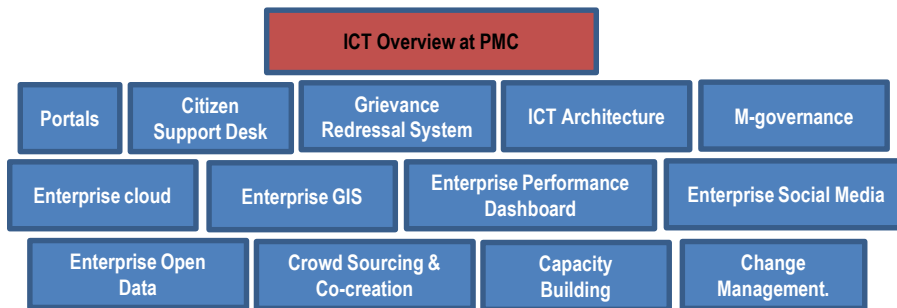 ICT Overview at PMC
Portals
Citizen
Support Desk
Grievance
Redressal System
ICT Architecture
M-governance
Enterprise cloud
Enterprise GIS
Enterprise Performance
Dashboard
Enterprise Social Media
Enterprise Open
Data
Crowd Sourcing &
Co-creation
Capacity
Building
Change
Management.